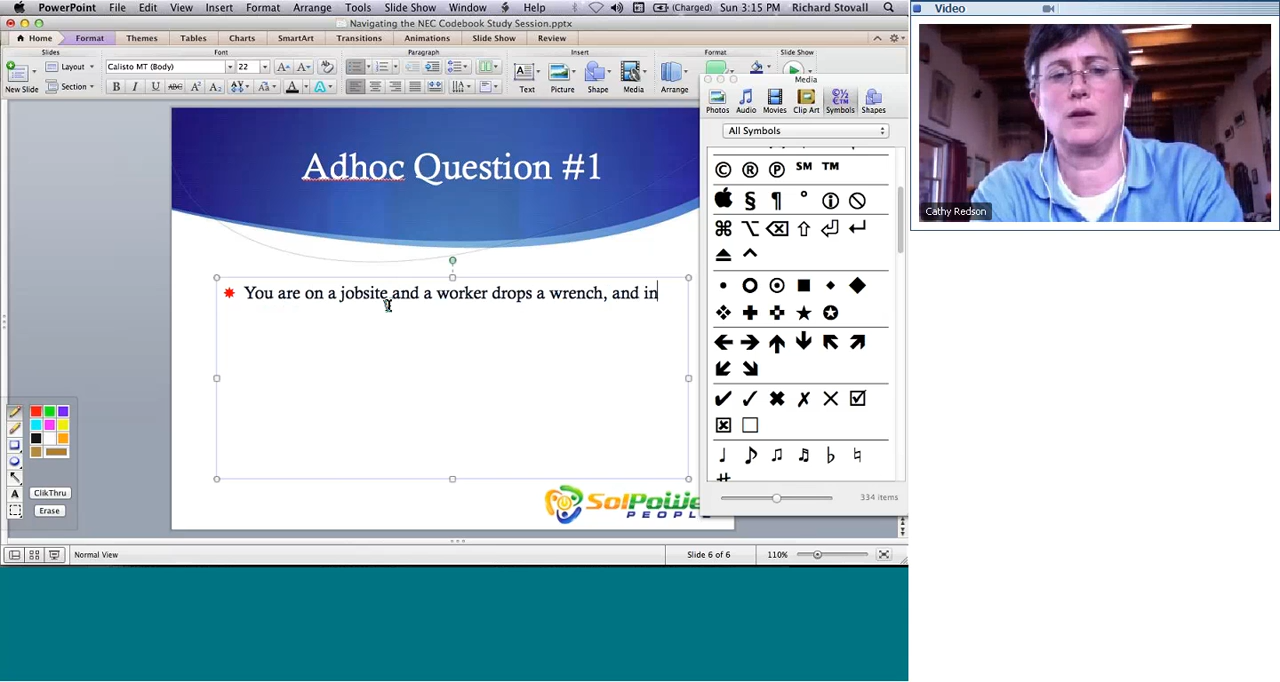 PowerPoint File Edit View Insert Format Arrange Tools Slide Show Window Help (Charged) Sun 3:15 PM Richard Stovall
Video
Navigating the NEC Codebook Study Session.pptx
Home Format Themes Tables Charts SmartArt Transitions Animations Slide Show Review
Slides Font Paragraph Insert Format Slide Show
Layout Calisto MT (Body) 22
New Slide Section Text Picture Shape Media Arrange
Media
Photos Audio Movies Clip Art Symbols Shapes
All Symbols
Adhoc Question #1
Cathy Redson
You are on a jobsite and a worker drops a wrench, and in
ClikThru
Erase
SolPower
PEOPL
334 items
Normal View Slide 6 of 6 110%